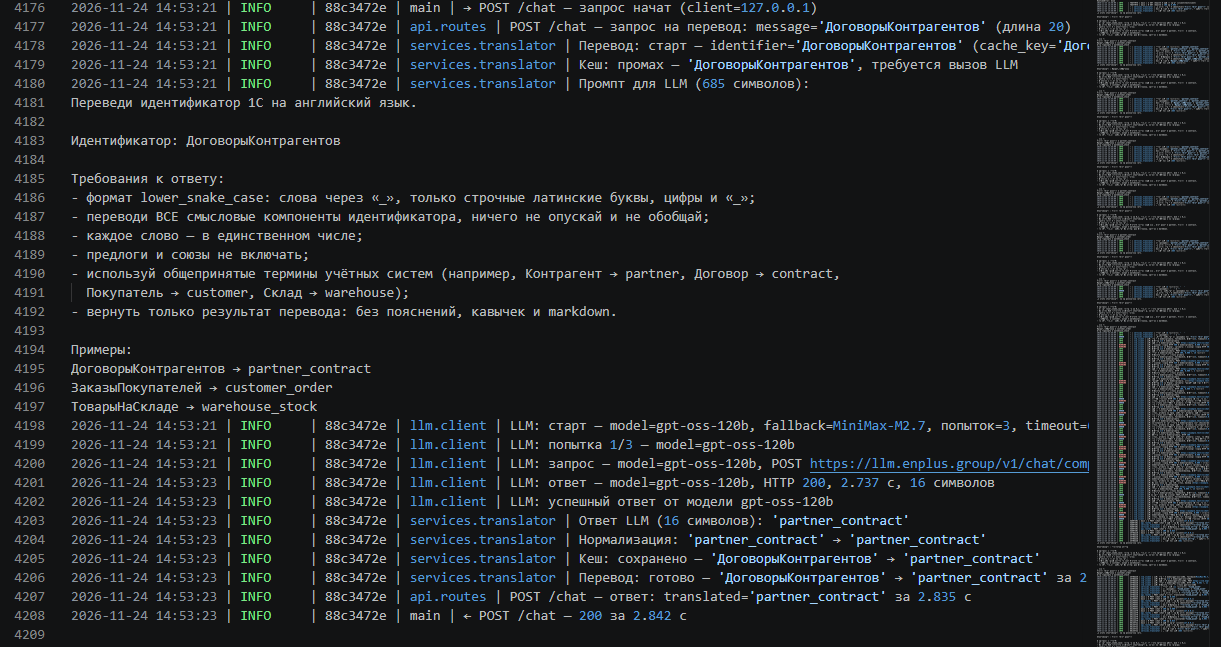 4176 2026-11-24 14:53:21 | INFO | 88c3472e | main | → POST /chat — запрос начат (client=127.0.0.1)
4177 2026-11-24 14:53:21 | INFO | 88c3472e | api.routes | POST /chat — запрос на перевод: message='ДоговорыКонтрагентов' (длина 20)
4178 2026-11-24 14:53:21 | INFO | 88c3472e | services.translator | Перевод: старт — identifier='ДоговорыКонтрагентов' (cache_key='Дого
4179 2026-11-24 14:53:21 | INFO | 88c3472e | services.translator | Кеш: промах — 'ДоговорыКонтрагентов', требуется вызов LLM
4180 2026-11-24 14:53:21 | INFO | 88c3472e | services.translator | Промпт для LLM (685 символов):
4181 Переведи идентификатор 1С на английский язык.
4182
4183 Идентификатор: ДоговорыКонтрагентов
4184
4185 Требования к ответу:
4186 - формат lower_snake_case: слова через «_», только строчные латинские буквы, цифры и «_»;
4187 - переводи ВСЕ смысловые компоненты идентификатора, ничего не опускай и не обобщай;
4188 - каждое слово — в единственном числе;
4189 - предлоги и союзы не включать;
4190 - используй общепринятые термины учётных систем (например, Контрагент → partner, Договор → contract,
4191 Покупатель → customer, Склад → warehouse);
4192 - вернуть только результат перевода: без пояснений, кавычек и markdown.
4193
4194 Примеры:
4195 ДоговорыКонтрагентов → partner_contract
4196 ЗаказыПокупателей → customer_order
4197 ТоварыНаСкладе → warehouse_stock
4198 2026-11-24 14:53:21 | INFO | 88c3472e | llm.client | LLM: старт — model=gpt-oss-120b, fallback=MiniMax-M2.7, попыток=3, timeout=
4199 2026-11-24 14:53:21 | INFO | 88c3472e | llm.client | LLM: попытка 1/3 — model=gpt-oss-120b
4200 2026-11-24 14:53:21 | INFO | 88c3472e | llm.client | LLM: запрос — model=gpt-oss-120b, POST https://llm.enplus.group/v1/chat/comp
4201 2026-11-24 14:53:23 | INFO | 88c3472e | llm.client | LLM: ответ — model=gpt-oss-120b, HTTP 200, 2.737 с, 16 символов
4202 2026-11-24 14:53:23 | INFO | 88c3472e | llm.client | LLM: успешный ответ от модели gpt-oss-120b
4203 2026-11-24 14:53:23 | INFO | 88c3472e | services.translator | Ответ LLM (16 символов): 'partner_contract'
4204 2026-11-24 14:53:23 | INFO | 88c3472e | services.translator | Нормализация: 'partner_contract' → 'partner_contract'
4205 2026-11-24 14:53:23 | INFO | 88c3472e | services.translator | Кеш: сохранено — 'ДоговорыКонтрагентов' → 'partner_contract'
4206 2026-11-24 14:53:23 | INFO | 88c3472e | services.translator | Перевод: готово — 'ДоговорыКонтрагентов' → 'partner_contract' за 2
4207 2026-11-24 14:53:23 | INFO | 88c3472e | api.routes | POST /chat — ответ: translated='partner_contract' за 2.835 с
4208 2026-11-24 14:53:23 | INFO | 88c3472e | main | ← POST /chat — 200 за 2.842 с
4209